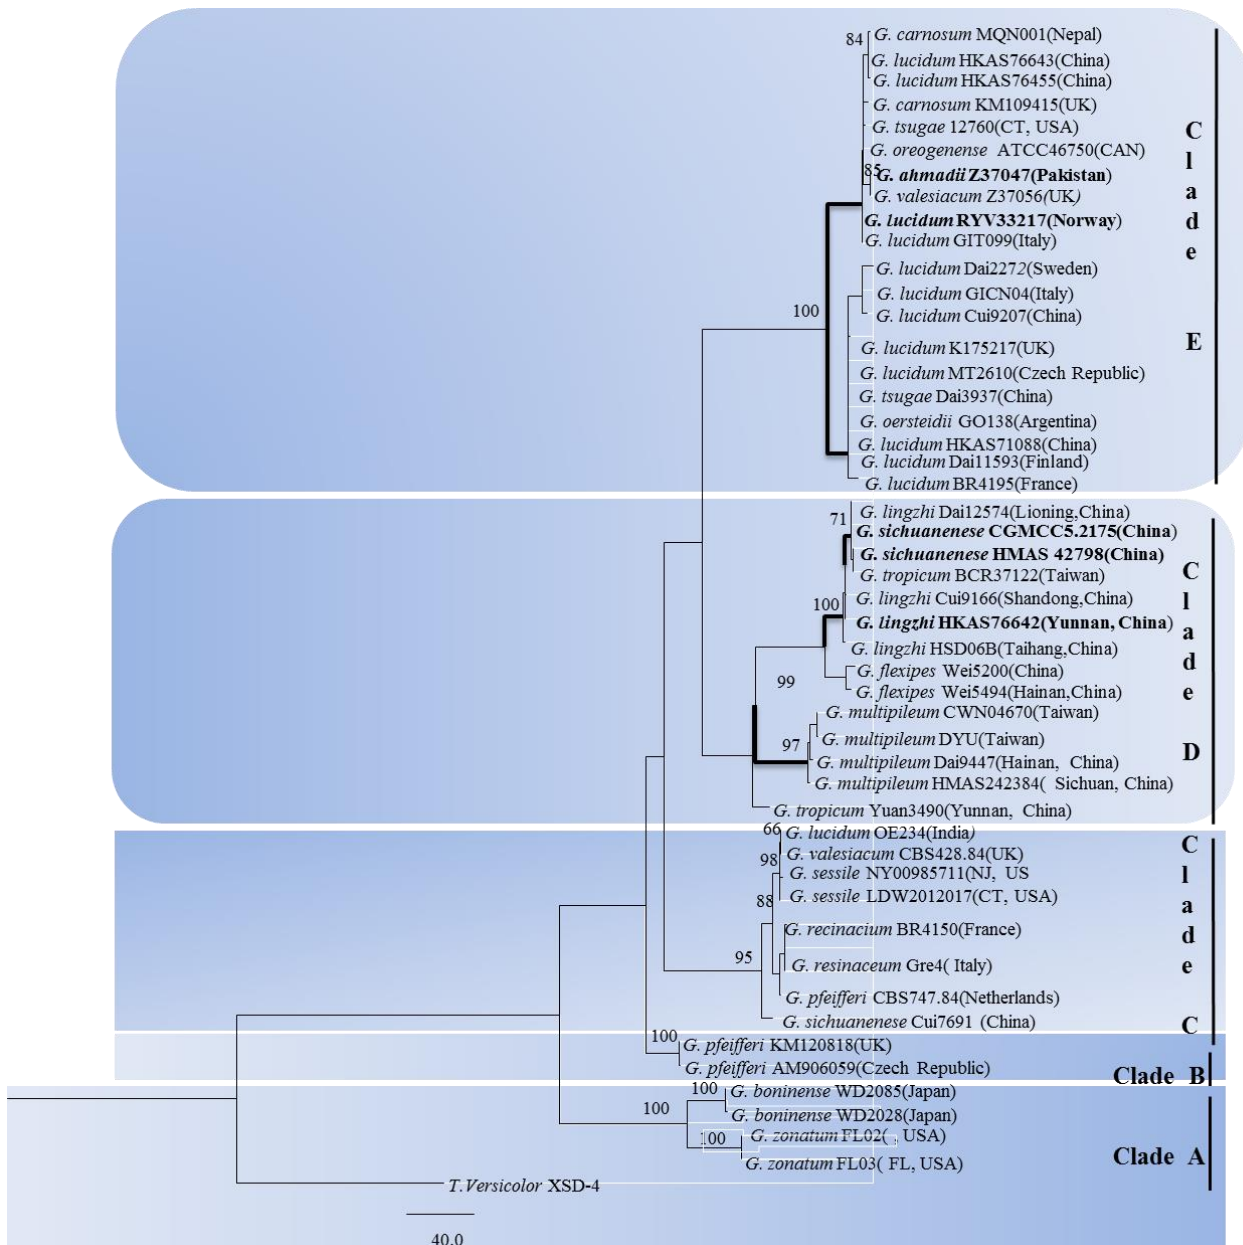 84
G. carnosum MQN001(Nepal)
G. lucidum HKAS76643(China)
G. lucidum HKAS76455(China)
G. carnosum KM109415(UK)
G. tsugae 12760(CT, USA)
G. oreogenense ATCC46750(CAN)
85
G. ahmadii Z37047(Pakistan)
G. valesiacum Z37056(UK)
G. lucidum RYV33217(Norway)
G. lucidum GIT099(Italy)
G. lucidum Dai2272(Sweden)
G. lucidum GICN04(Italy)
100
G. lucidum Cui9207(China)
G. lucidum K175217(UK)
G. lucidum MT2610(Czech Republic)
G. tsugae Dai3937(China)
G. oersteidii GO138(Argentina)
G. lucidum HKAS71088(China)
G. lucidum Dai11593(Finland)
G. lucidum BR4195(France)
Clade E
G. lingzhi Dai12574(Lioning,China)
71
G. sichuanenese CGMCC5.2175(China)
G. sichuanenese HMAS 42798(China)
G. tropicum BCR37122(Taiwan)
G. lingzhi Cui9166(Shandong,China)
100
G. lingzhi HKAS76642(Yunnan, China)
G. lingzhi HSD06B(Taihang,China)
G. flexipes Wei5200(China)
99
G. flexipes Wei5494(Hainan,China)
G. multipileum CWN04670(Taiwan)
G. multipileum DYU(Taiwan)
97
G. multipileum Dai9447(Hainan, China)
G. multipileum HMAS242384( Sichuan, China)
G. tropicum Yuan3490(Yunnan, China)
Clade D
66
G. lucidum OE234(India)
G. valesiacum CBS428.84(UK)
98
G. sessile NY00985711(NJ, US
G. sessile LDW2012017(CT, USA)
88
G. recinacium BR4150(France)
95
G. resinaceum Gre4( Italy)
G. pfeifferi CBS747.84(Netherlands)
G. sichuanenese Cui7691 (China)
Clade C
100
G. pfeifferi KM120818(UK)
G. pfeifferi AM906059(Czech Republic)
Clade B
100
G. boninense WD2085(Japan)
100
G. boninense WD2028(Japan)
100
G. zonatum FL02( , USA)
G. zonatum FL03( FL, USA)
Clade A
T.Versicolor XSD-4
40.0